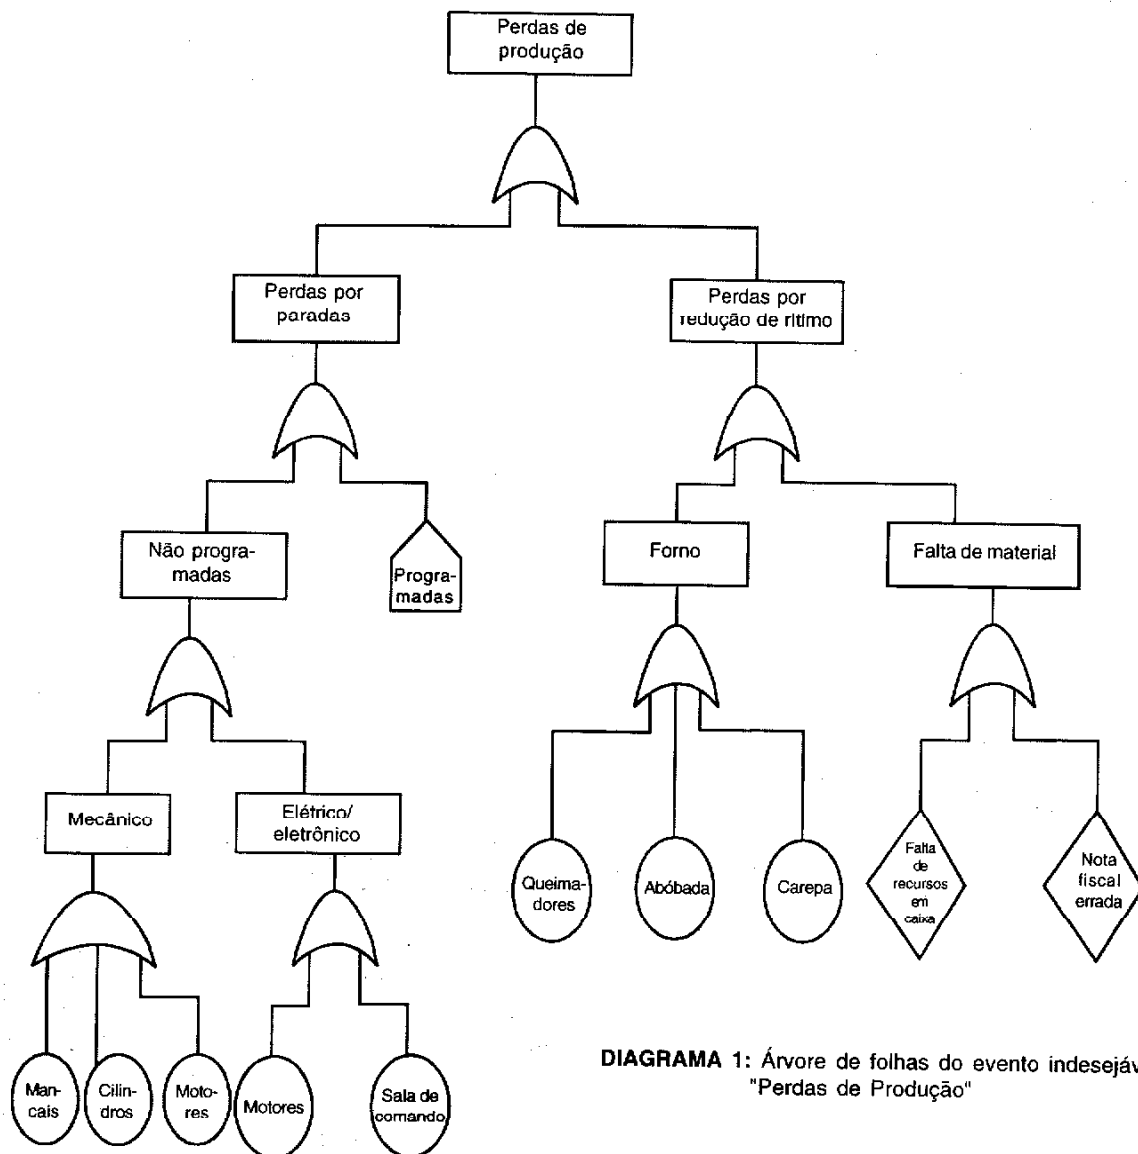 Perdas de
produção
Perdas por
paradas
Perdas por
redução de ritimo
Não progra-
madas
Progra-
madas
Forno
Falta de material
Mecânico
Elétrico/
eletrônico
Queima-
dores
Abóbada
Carepa
Falta
de
recursos
em
caixa
Nota
fiscal
errada
Man-
cais
Cilin-
dros
Moto-
res
Motores
Sala de
comando
DIAGRAMA 1: Árvore de folhas do evento indesejáv
"Perdas de Produção"